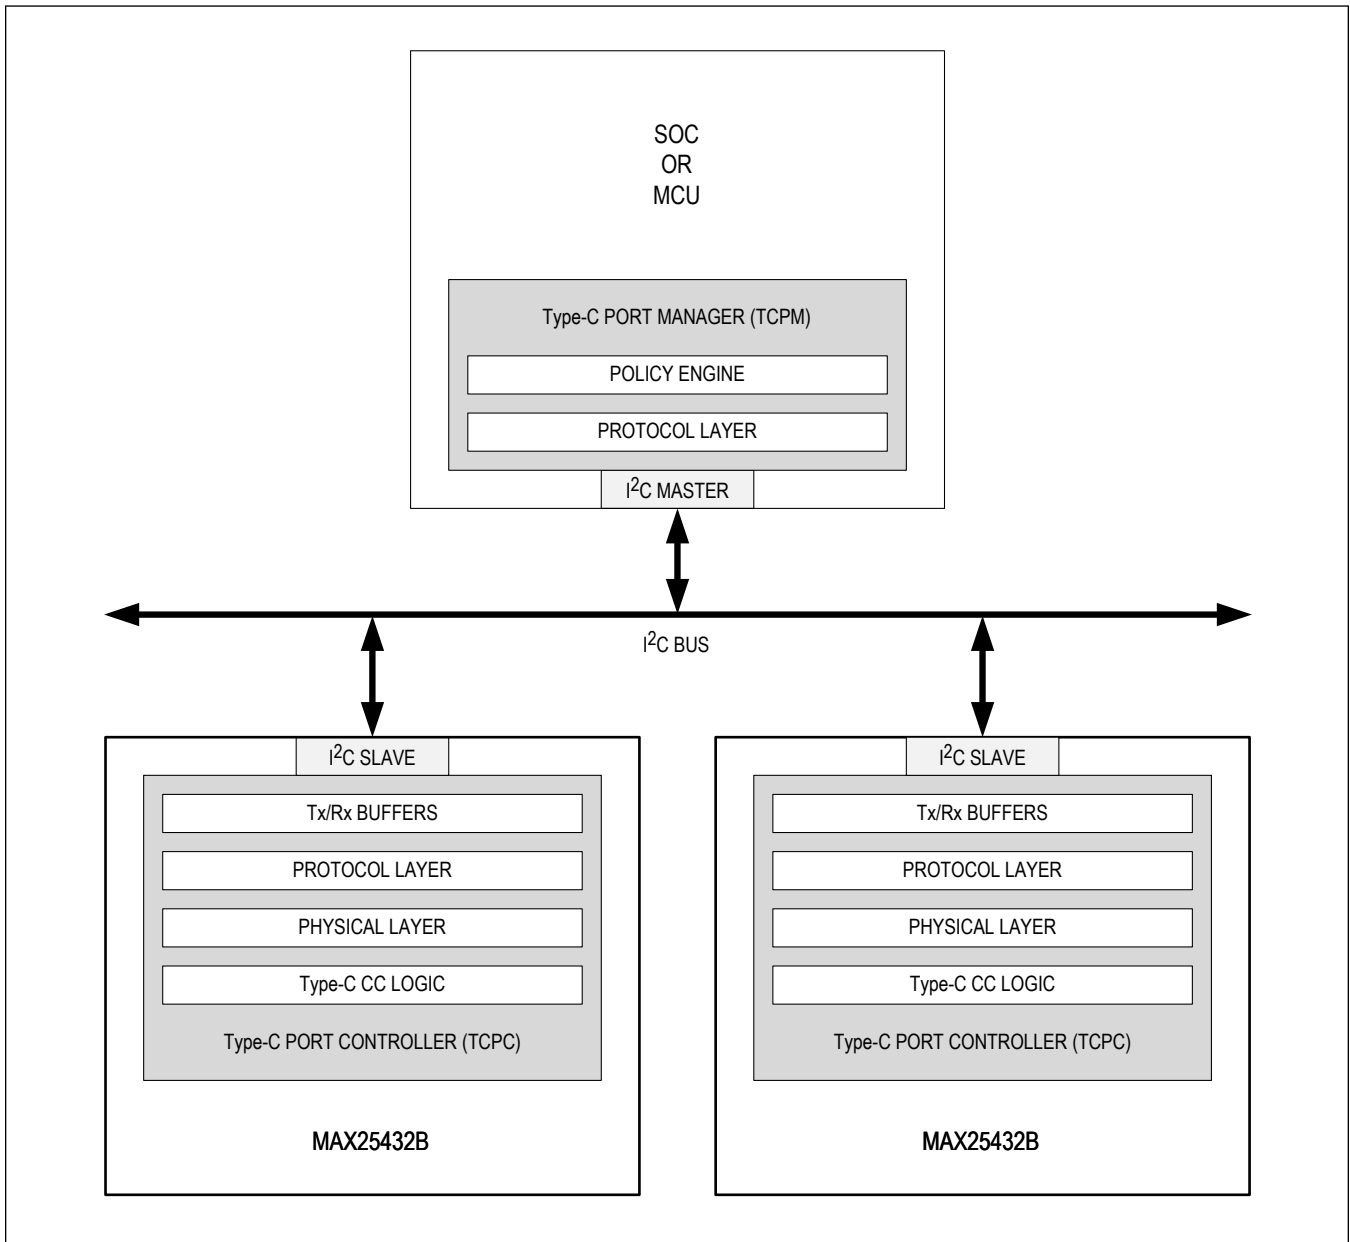 SOC
OR
MCU
Type-C PORT MANAGER (TCPM)
POLICY ENGINE
PROTOCOL LAYER
I2C MASTER
I2C BUS
I2C SLAVE
Tx/Rx BUFFERS
PROTOCOL LAYER
PHYSICAL LAYER
Type-C CC LOGIC
Type-C PORT CONTROLLER (TCPC)
MAX25432B
I2C SLAVE
Tx/Rx BUFFERS
PROTOCOL LAYER
PHYSICAL LAYER
Type-C CC LOGIC
Type-C PORT CONTROLLER (TCPC)
MAX25432B